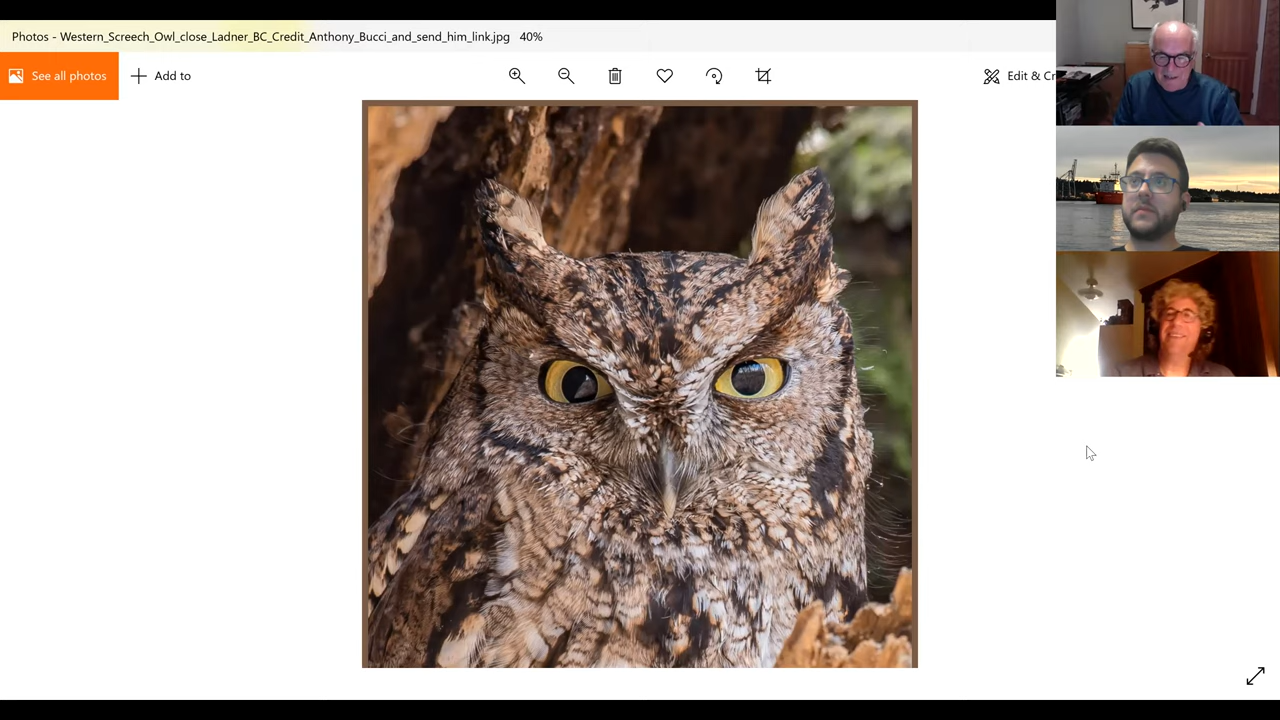 Photos - Western_Screech_Owl_close_Ladner_BC_Credit_Anthony_Bucci_and_send_him_link.jpg 40%
See all photos
Add to
Edit & Cr